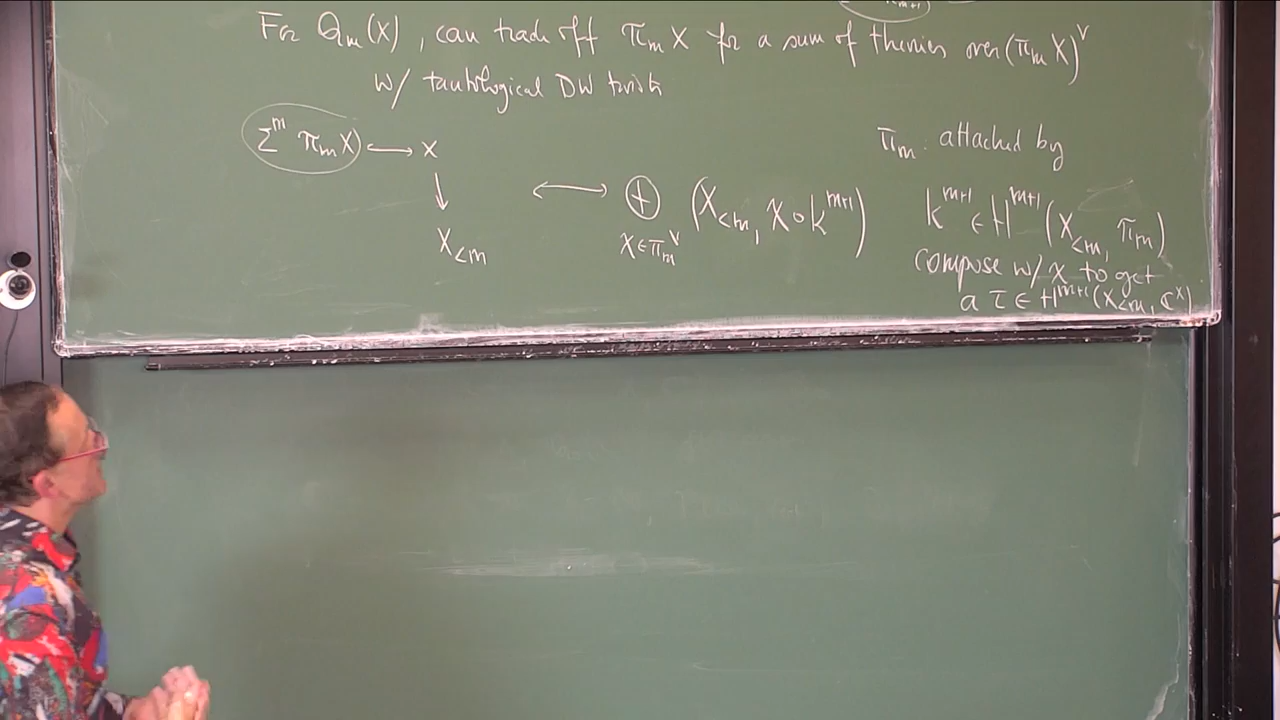 For Q_m(X), can trade off π_m X for a sum of theories over (π_m X)^∨
w/ tautological DW twists
Σ^m π_m X) ⟶ X
↓
X_{<m}
⟷ ⊕ (X_{<m}, χ∘k^{m+1})
χ∈π_m^∨
π_m: attached by
k^{m+1} ∈ H^{m+1}(X_{<m}, π_m)
compose w/ χ to get
a τ ∈ H^{m+1}(X_{<m}, ℂ^×)